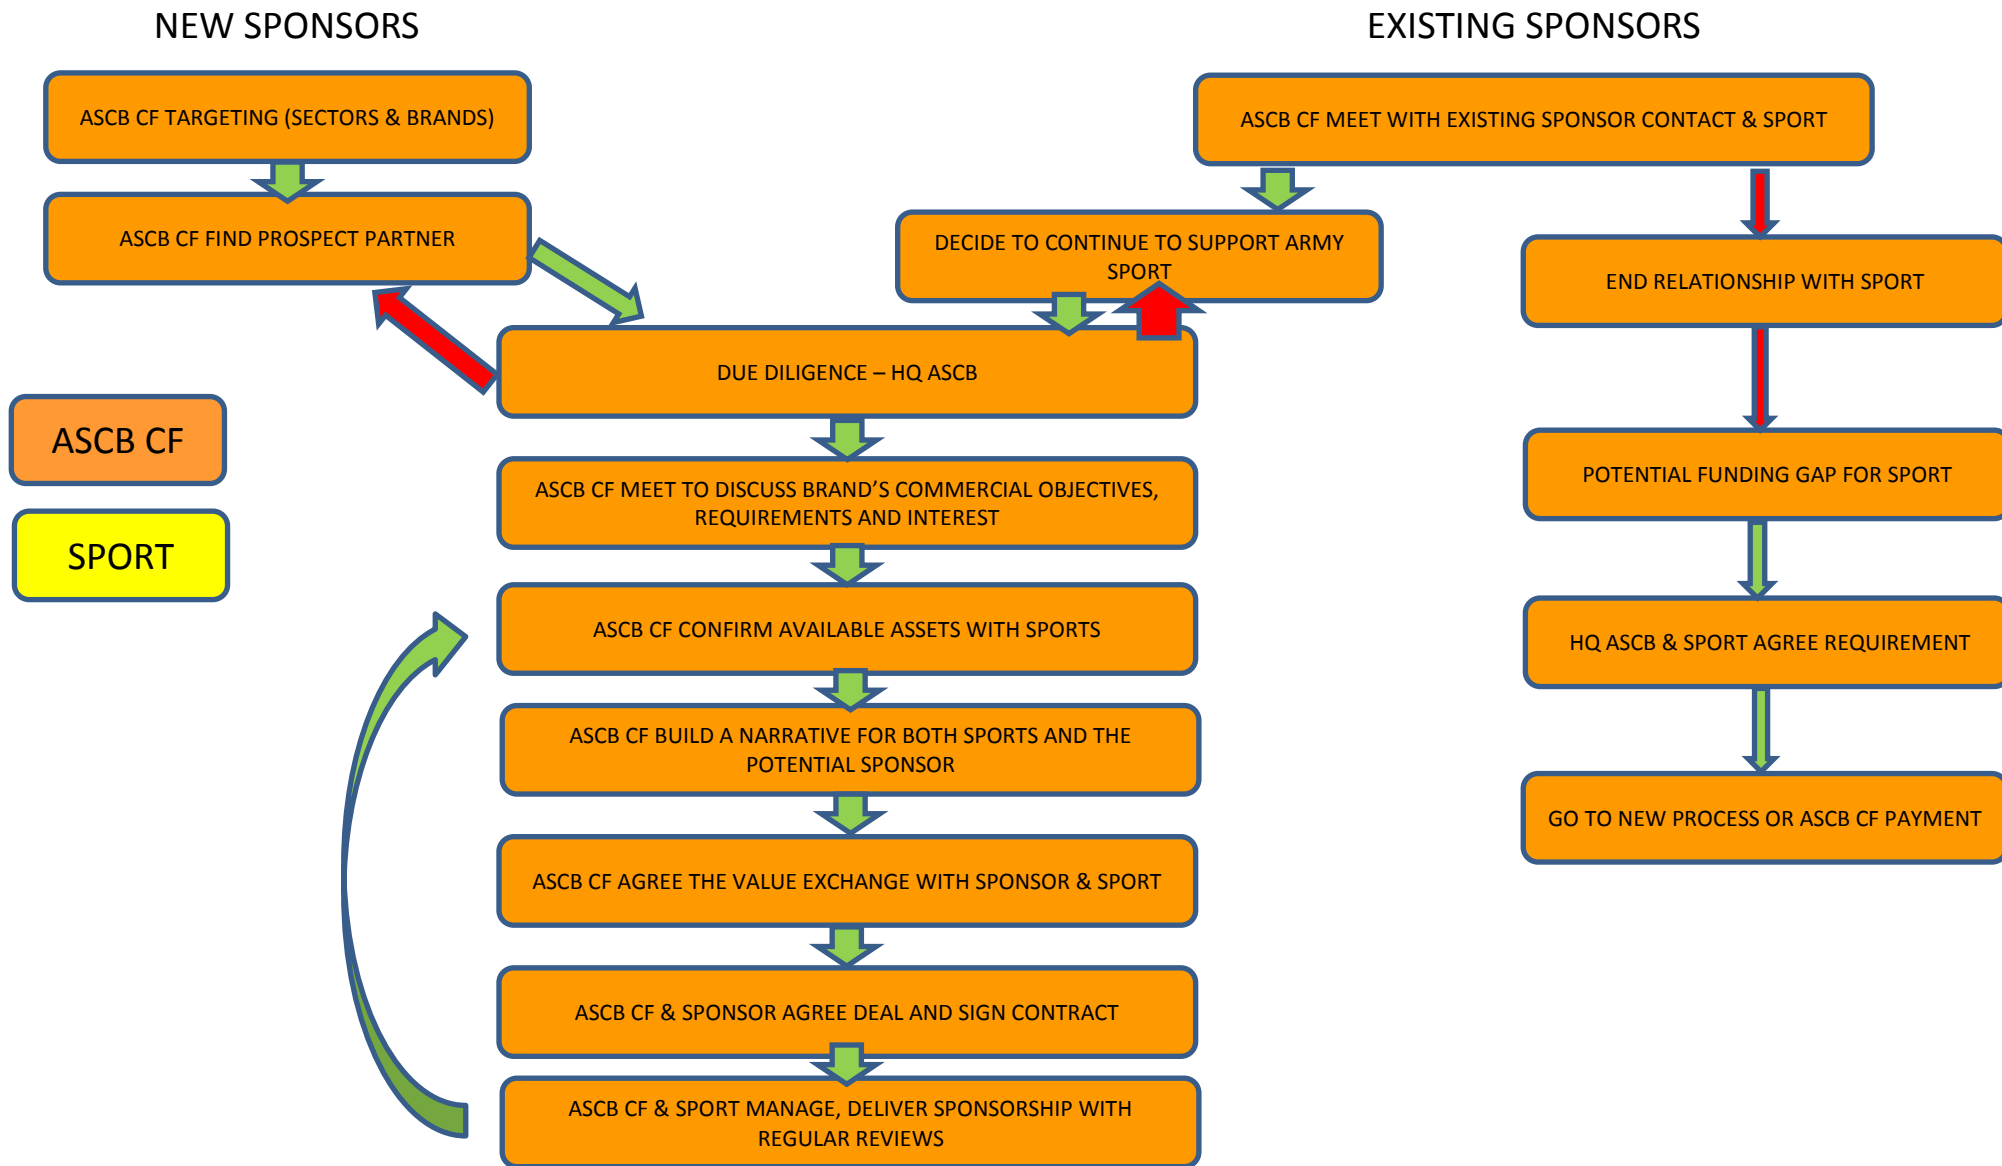 NEW SPONSORS
EXISTING SPONSORS
ASCB CF TARGETING (SECTORS & BRANDS)
ASCB CF MEET WITH EXISTING SPONSOR CONTACT & SPORT
ASCB CF FIND PROSPECT PARTNER
DECIDE TO CONTINUE TO SUPPORT ARMY
SPORT
END RELATIONSHIP WITH SPORT
DUE DILIGENCE – HQ ASCB
ASCB CF
SPORT
ASCB CF MEET TO DISCUSS BRAND'S COMMERCIAL OBJECTIVES,
REQUIREMENTS AND INTEREST
POTENTIAL FUNDING GAP FOR SPORT
ASCB CF CONFIRM AVAILABLE ASSETS WITH SPORTS
HQ ASCB & SPORT AGREE REQUIREMENT
ASCB CF BUILD A NARRATIVE FOR BOTH SPORTS AND THE
POTENTIAL SPONSOR
GO TO NEW PROCESS OR ASCB CF PAYMENT
ASCB CF AGREE THE VALUE EXCHANGE WITH SPONSOR & SPORT
ASCB CF & SPONSOR AGREE DEAL AND SIGN CONTRACT
ASCB CF & SPORT MANAGE, DELIVER SPONSORSHIP WITH
REGULAR REVIEWS